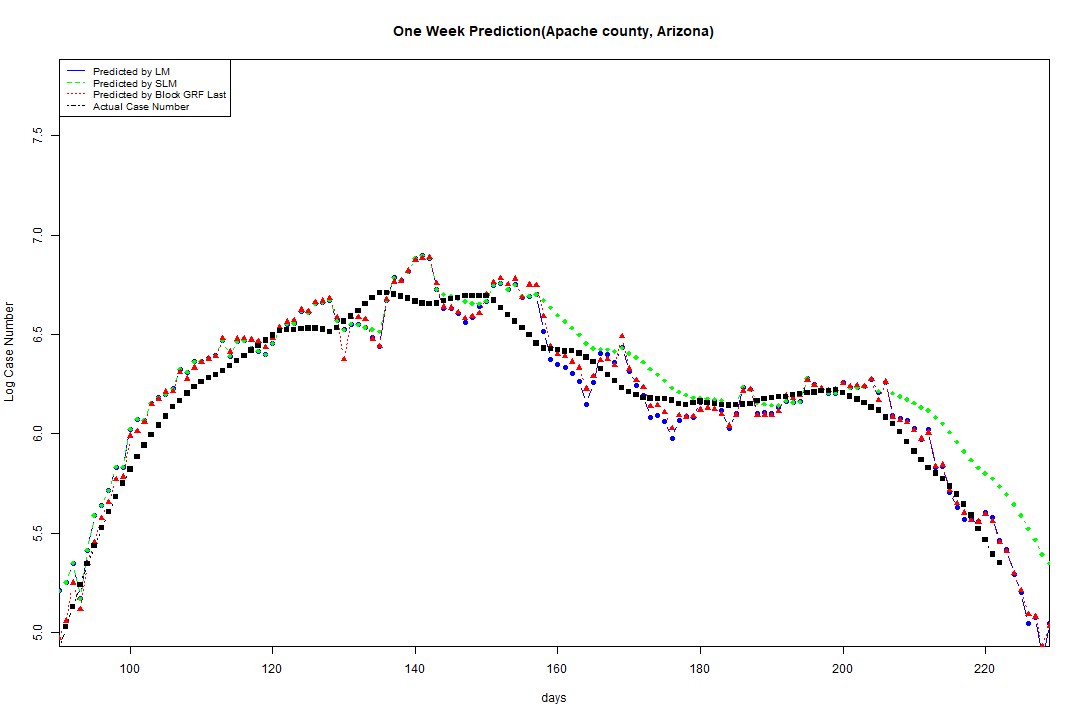 One Week Prediction(Apache county, Arizona)
Predicted by LM
Predicted by SLM
Predicted by Block GRF Last
Actual Case Number
Log Case Number
7.5
7.0
6.5
6.0
5.5
5.0
100 120 140 160 180 200 220
days